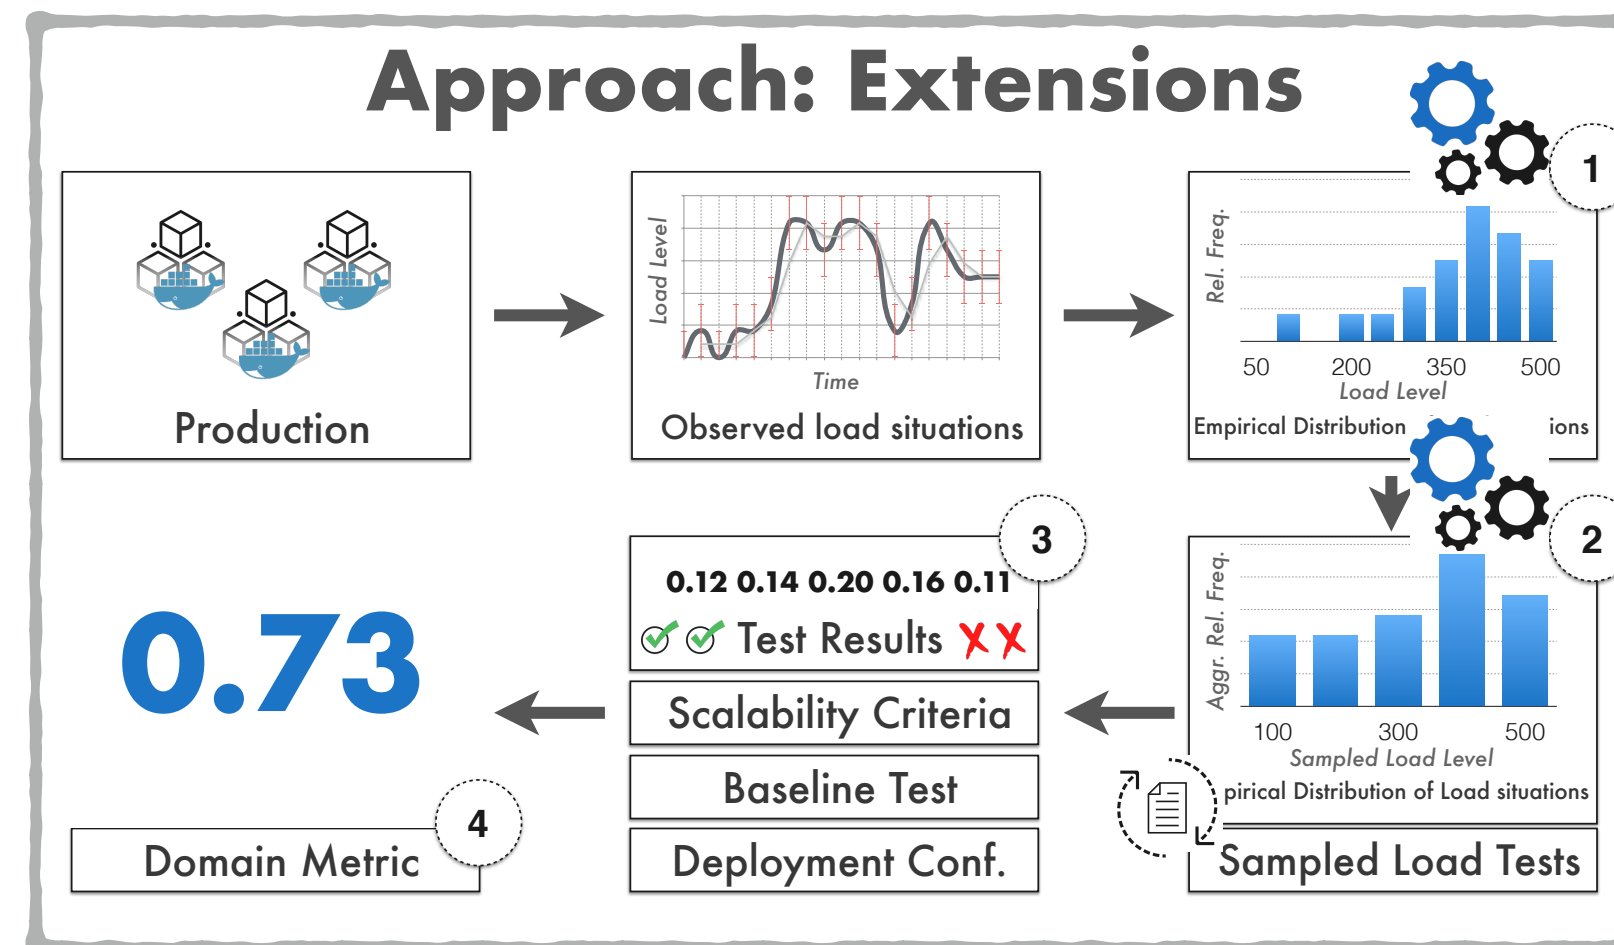 Approach: Extensions
Production
Load Level
Time
Observed load situations
1
Rel. Freq.
50 200 350 500
Load Level
Empirical Distribution
ions
0.73
4
Domain Metric
3
0.12 0.14 0.20 0.16 0.11
Test Results
Scalability Criteria
Baseline Test
Deployment Conf.
2
Aggr. Rel. Freq.
100 300 500
Sampled Load Level
pirical Distribution of Load situations
Sampled Load Tests